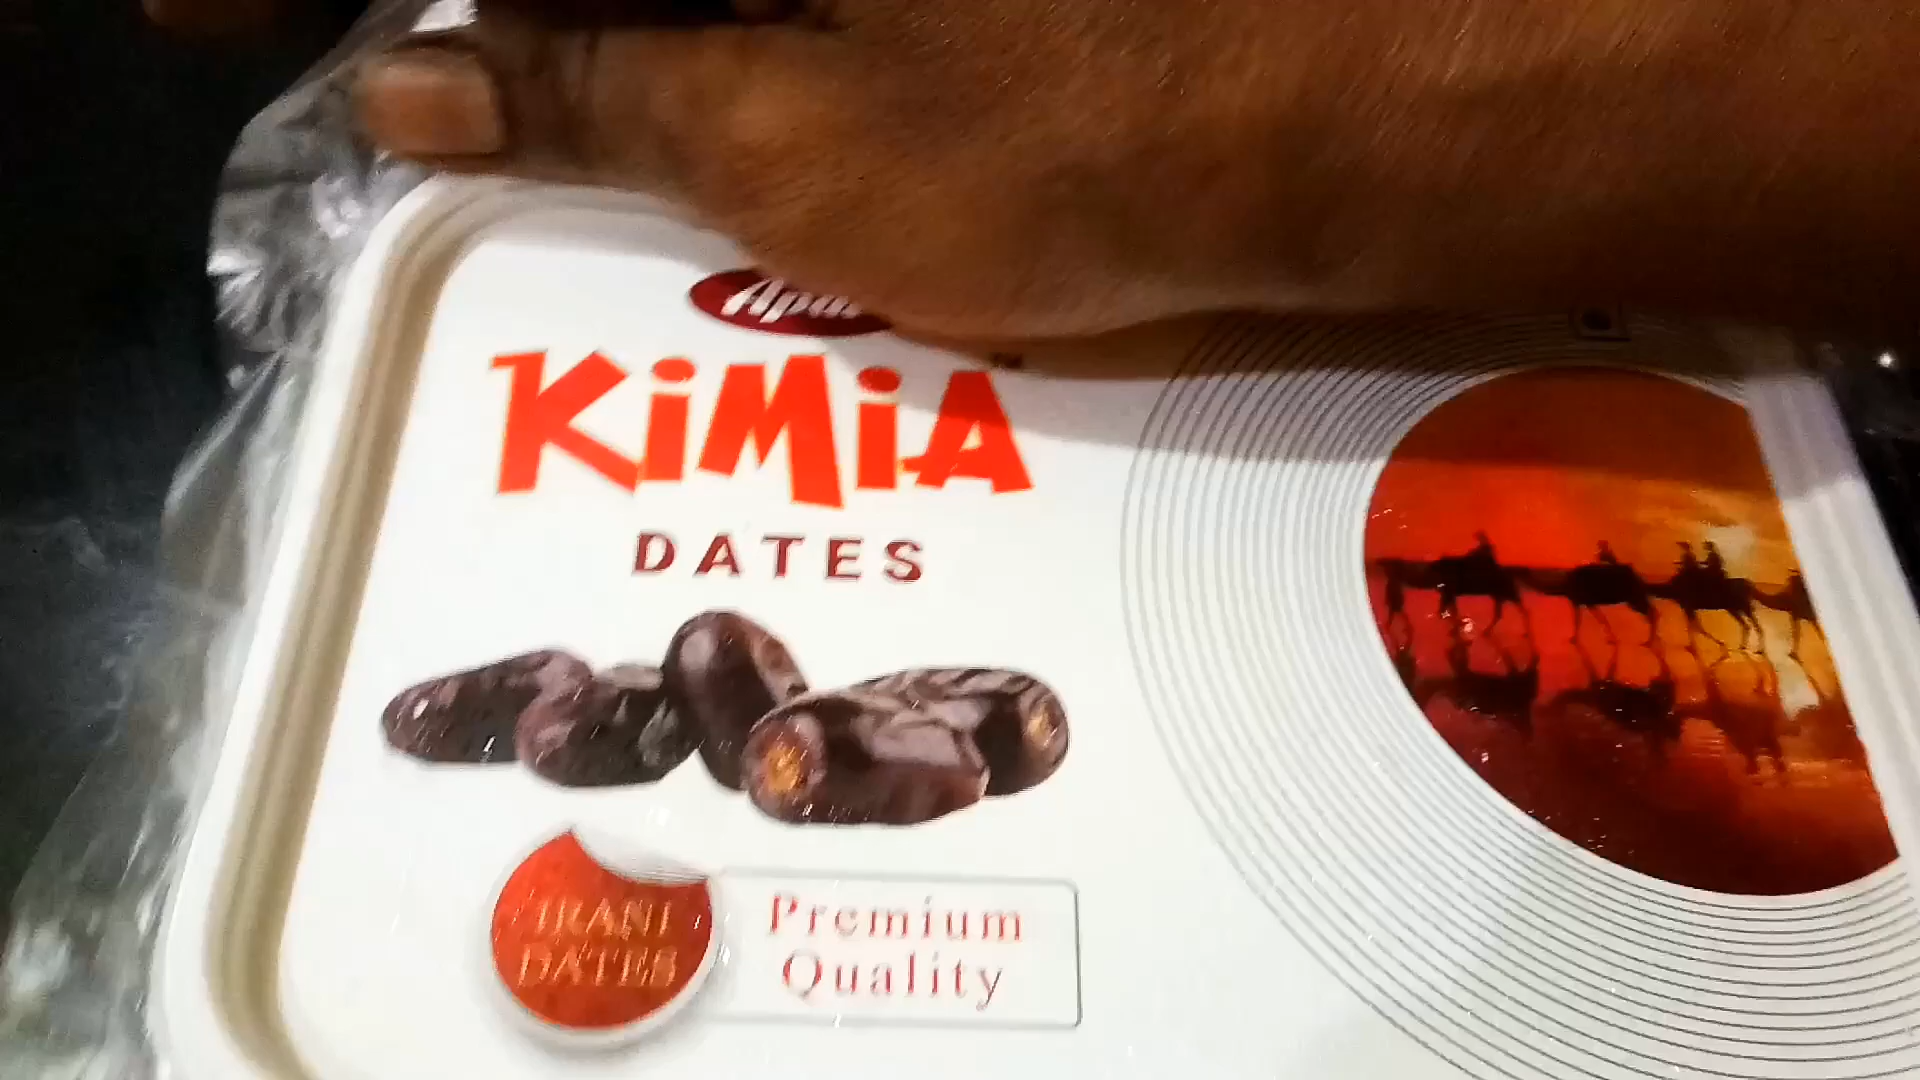 KiMiA
DATES
IRANI
DATES
Premium
Quality